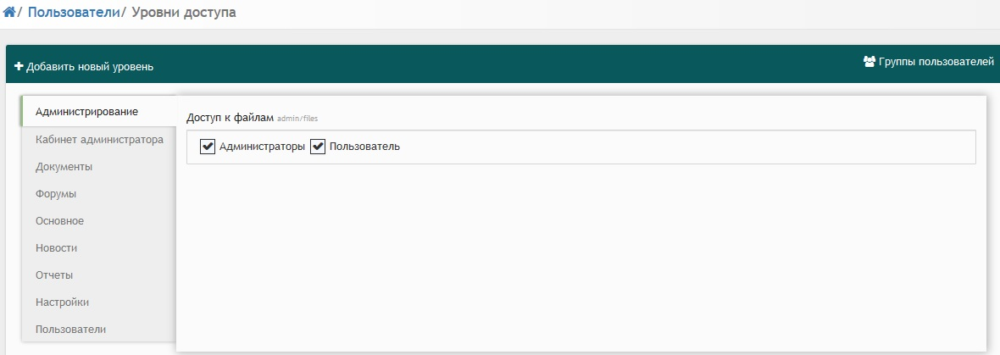 / Пользователи/ Уровни доступа
Добавить новый уровень
Группы пользователей
Администрирование
Кабинет администратора
Документы
Форумы
Основное
Новости
Отчеты
Настройки
Пользователи
Доступ к файлам admin/files
Администраторы Пользователь